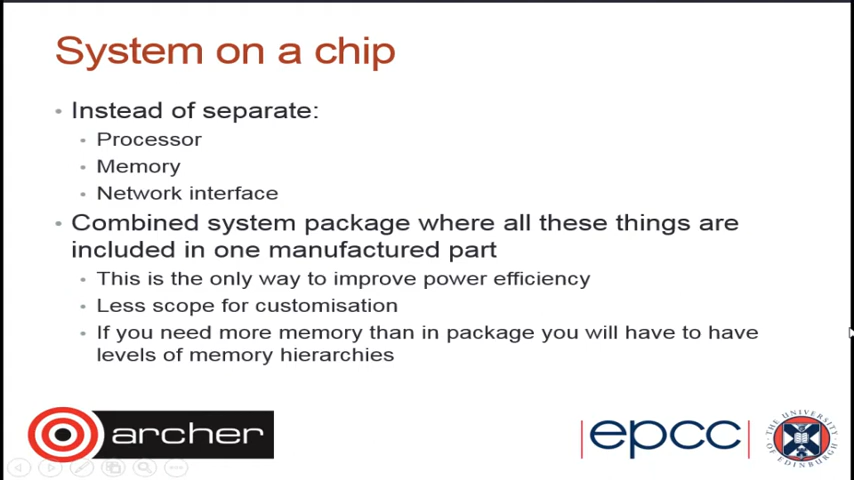 System on a chip
• Instead of separate:
• Processor
• Memory
• Network interface
• Combined system package where all these things are
included in one manufactured part
• This is the only way to improve power efficiency
• Less scope for customisation
• If you need more memory than in package you will have to have
levels of memory hierarchies
archer
epcc
THE UNIVERSITY
OF EDINBURGH